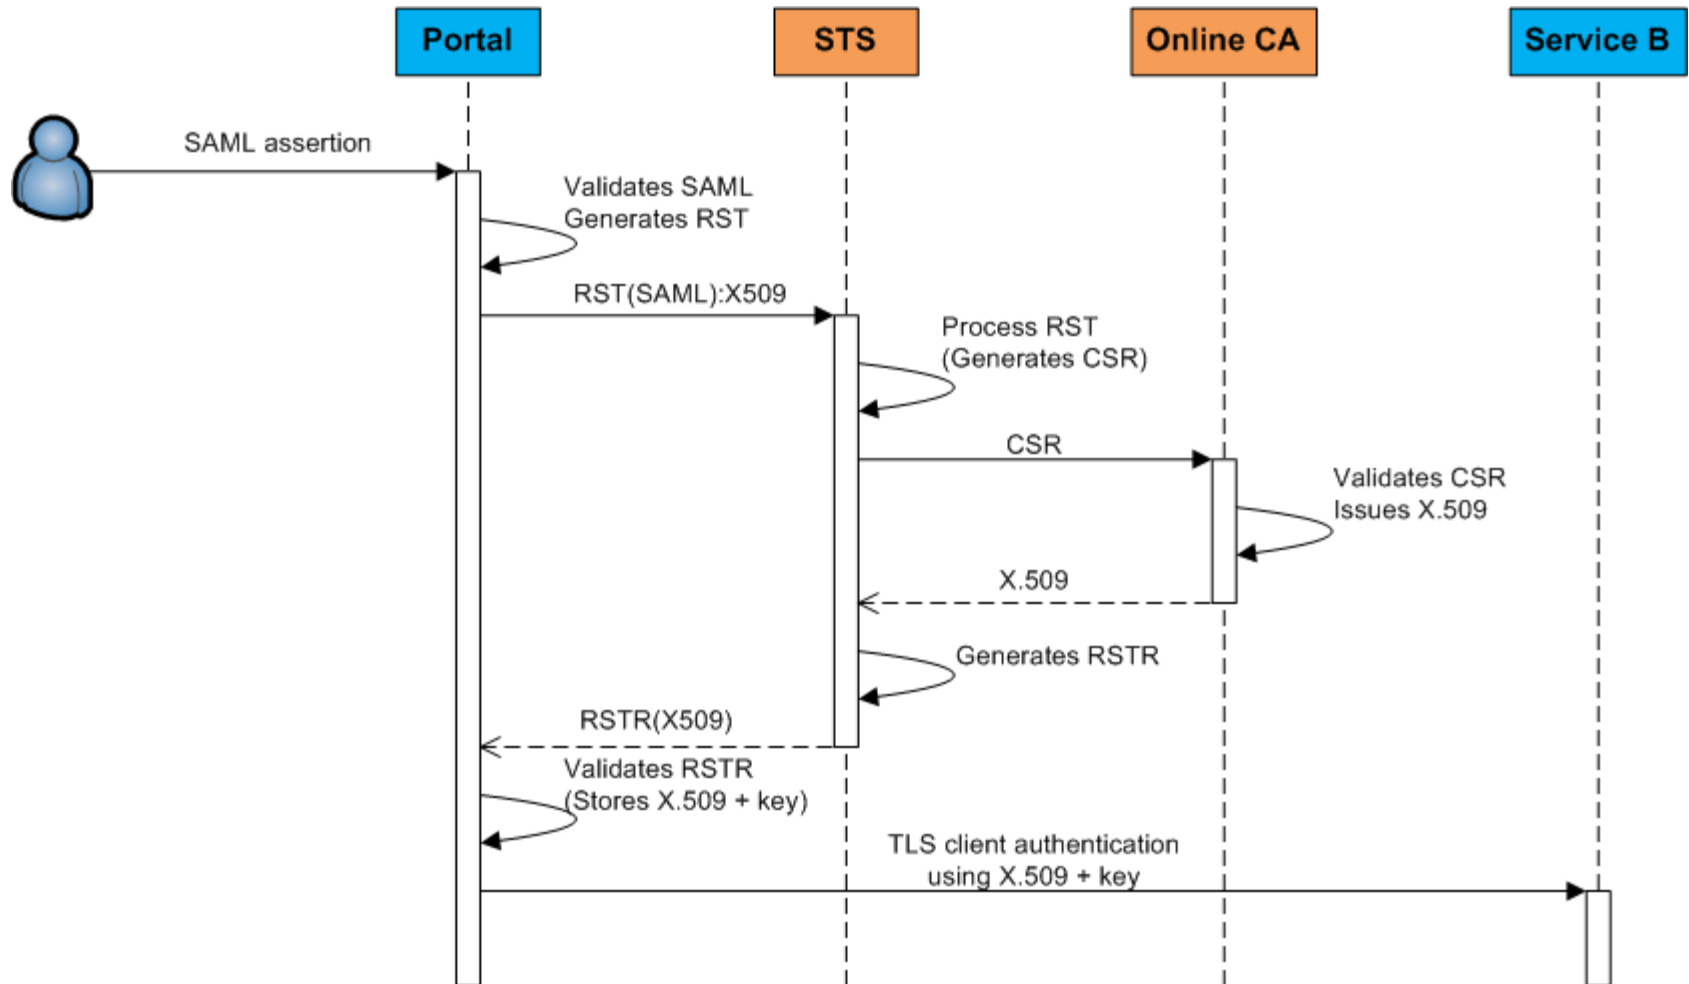 Portal
STS
Online CA
Service B
SAML assertion
Validates SAML
Generates RST
RST(SAML):X509
Process RST
(Generates CSR)
CSR
Validates CSR
Issues X.509
X.509
Generates RSTR
RSTR(X509)
Validates RSTR
(Stores X.509 + key)
TLS client authentication
using X.509 + key